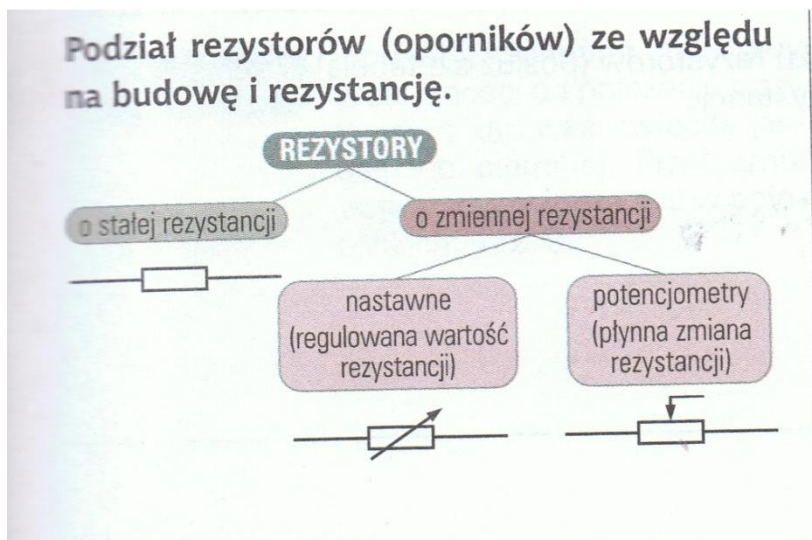 Podział rezystorów (oporników) ze względu
na budowę i rezystancję.
REZYSTORY
o stałej rezystancji
o zmiennej rezystancji
nastawne
(regulowana wartość
rezystancji)
potencjometry
(płynna zmiana
rezystancji)